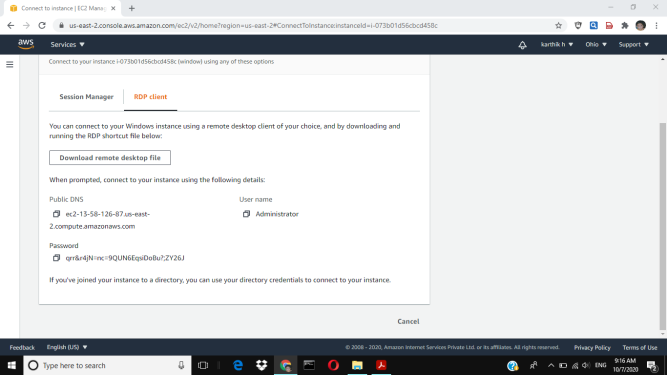 Connect to instance | EC2 Mana
us-east-2.console.aws.amazon.com/ec2/v2/home?region=us-east-2#ConnectToInstance:instanceId=i-073b01d56cbcd458c
aws
Services
karthik h
Ohio
Support
Connect to your instance i-073b01d56cbcd458c (window) using any of these options
Session Manager
RDP client
You can connect to your Windows instance using a remote desktop client of your choice, and by downloading and
running the RDP shortcut file below:
Download remote desktop file
When prompted, connect to your instance using the following details:
Public DNS
User name
ec2-13-58-126-87.us-east-
2.compute.amazonaws.com
Administrator
Password
qrr&r4jN=nc=9QUN6EqsiDoBu?;ZY26J
If you've joined your instance to a directory, you can use your directory credentials to connect to your instance.
Cancel
Feedback
English (US)
© 2008 - 2020, Amazon Internet Services Private Ltd. or its affiliates. All rights reserved.
Privacy Policy
Terms of Use
Type here to search
ENG
9:16 AM
10/7/2020